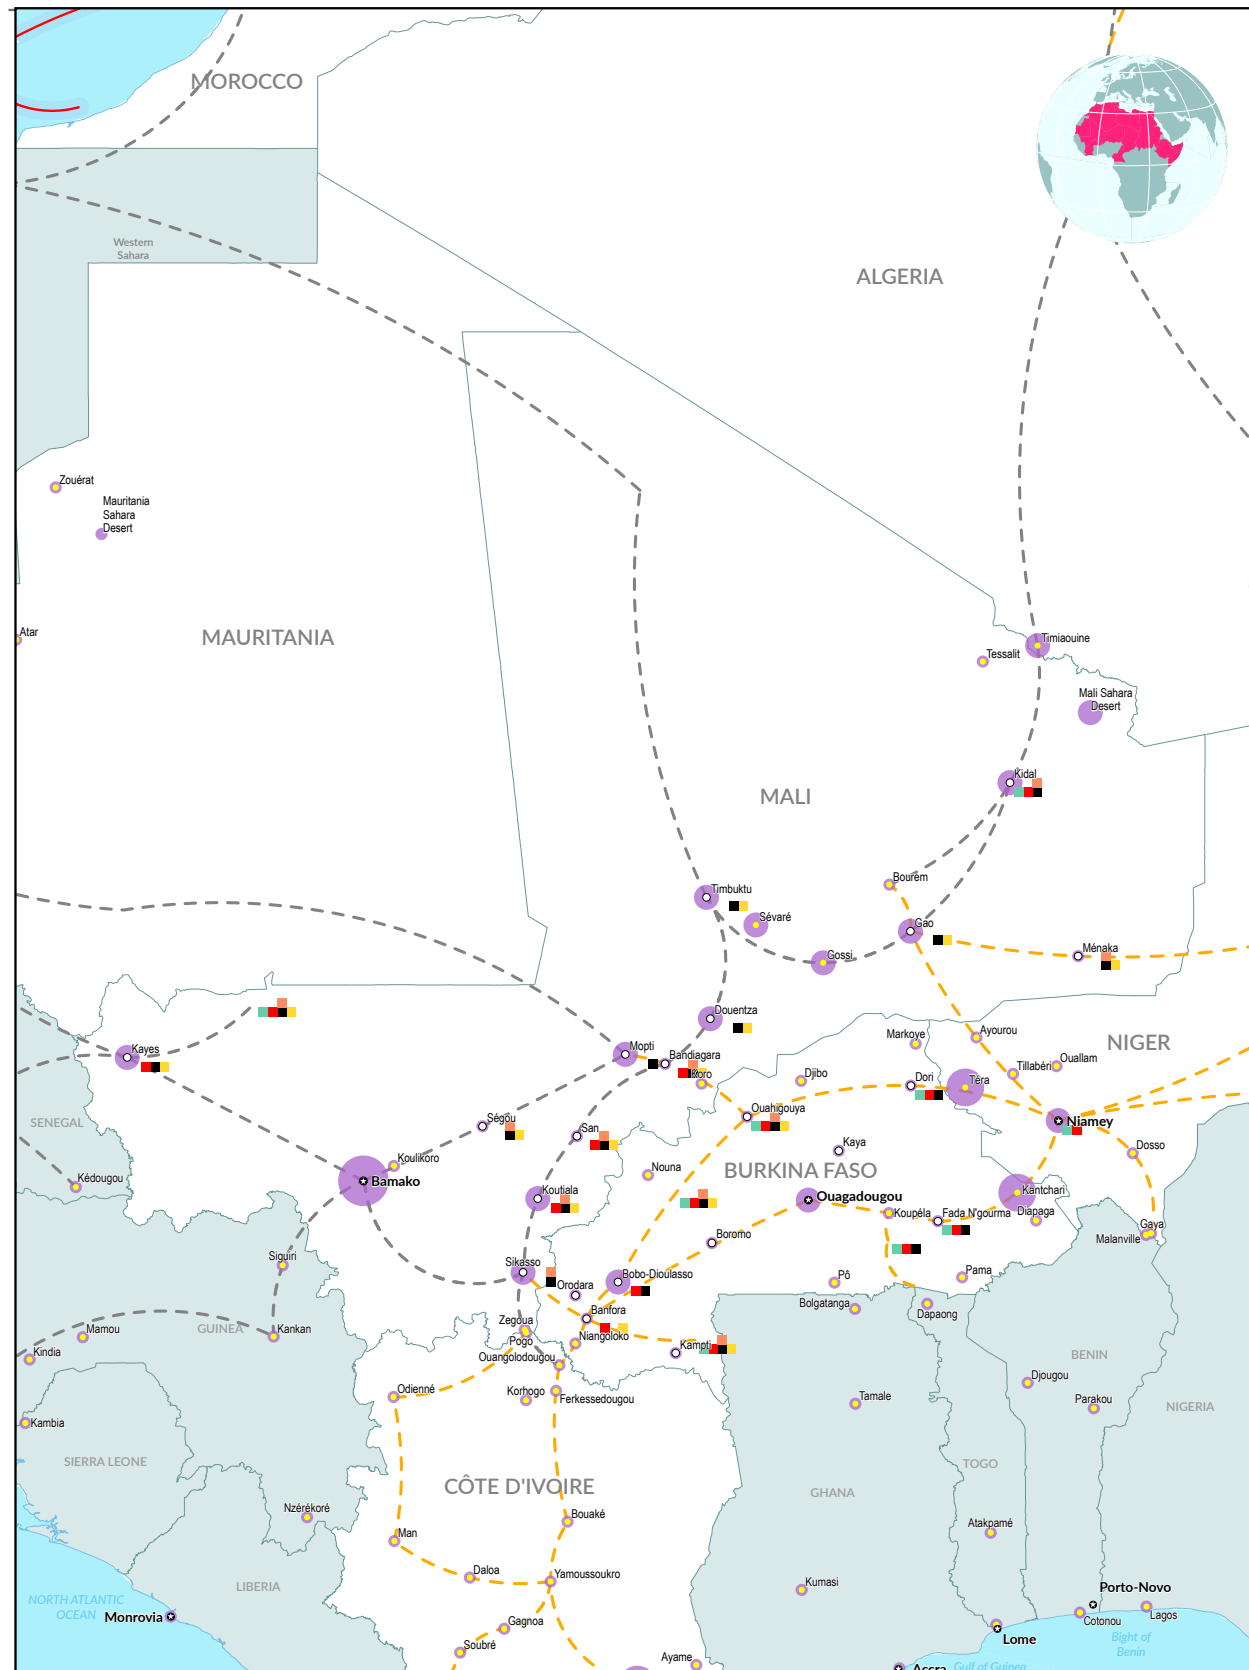 MOROCCO
Western
Sahara
ALGERIA
Zouérat
Mauritania
Sahara
Desert
Atar
MAURITANIA
Timiaouine
Tessalit
Mali Sahara
Desert
Kidal
MALI
Bourem
Timbuktu
Sévaré
Gao
Gossi
Ménaka
Douentza
Markoye
Ayourou
NIGER
Kayes
Mopti
Bandiagara
Koro
Ouallam
Tillabéri
Djibo
Dori
Téra
SENEGAL
Ségou
San
Ouahigouya
Niamey
Kaya
Dosso
Koulikoro
Nouna
BURKINA FASO
Kédougou
Bamako
Koutiala
Ouagadougou
Kantchari
Koupéla
Fada N'gourma
Diapaga
Gaya
Malanville
Boromo
Siguiri
Sikasso
Orodara
Bobo-Dioulasso
Pô
Pama
Bolgatanga
Dapaong
Banfora
Zegoua
Pogo
Niangoloko
GUINEA
Kankan
Mamou
Kindia
Kampti
Ouangolodougou
BENIN
Djougou
Odienné
Korhogo
Ferkessedougou
Tamale
Parakou
NIGERIA
Kambia
SIERRA LEONE
TOGO
CÔTE D'IVOIRE
GHANA
Nzérékoré
Bouaké
Atakpamé
Man
Daloa
Yamoussoukro
LIBERIA
Kumasi
Porto-Novo
NORTH ATLANTIC
OCEAN
Monrovia
Gagnoa
Cotonou
Lagos
Lome
Bight of
Benin
Soubré
Ayame
Accra
Gulf of Guinea